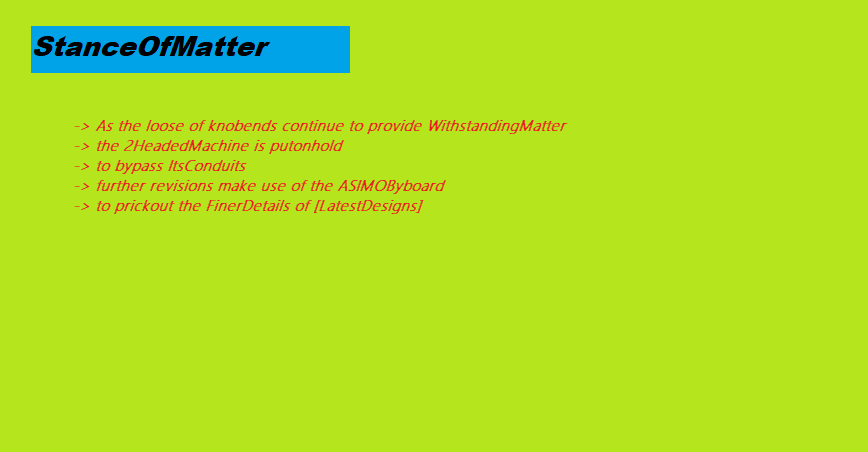 StanceOfMatter
-> As the loose of knobends continue to provide WithstandingMatter
-> the 2HeadedMachine is putonhold
-> to bypass ItsConduits
-> further revisions make use of the ASIMOByboard
-> to prickout the FinerDetails of [LatestDesigns]